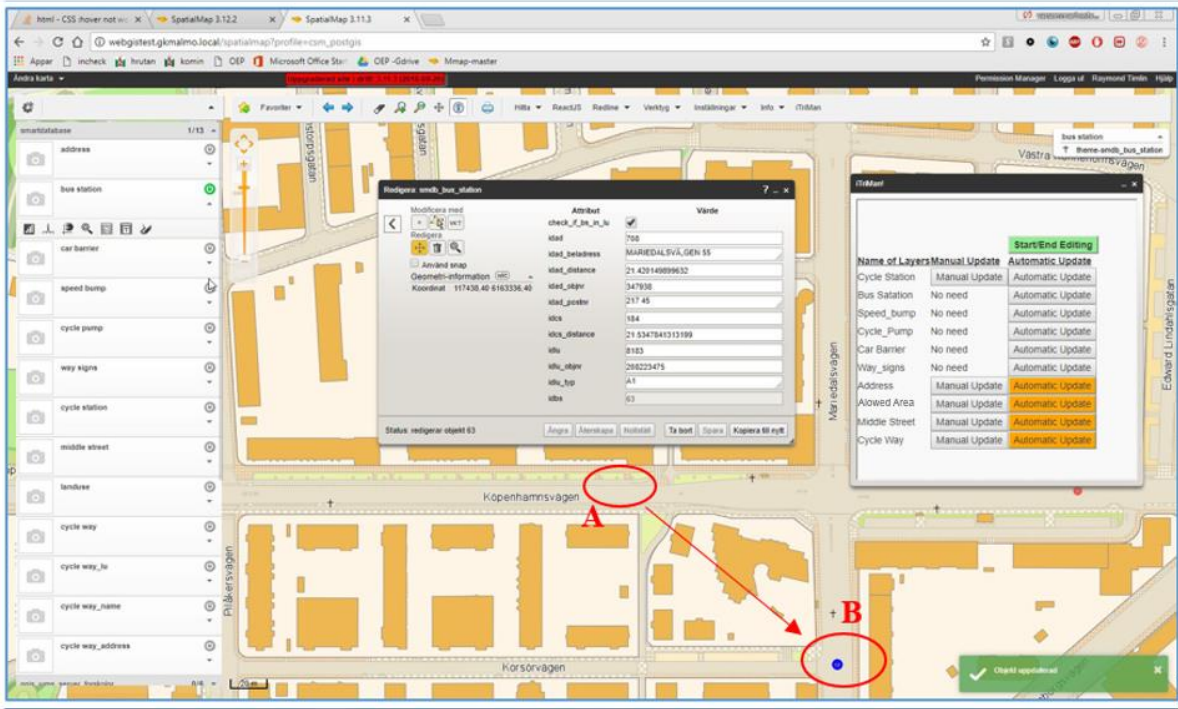 html - CSS :hover not wo
SpatialMap 3.12.2
SpatialMap 3.11.3
webgistest.gkmalmo.local/spatialmap?profile=csm_postgis
Appar
incheck
hrutan
komin
OEP
Microsoft Office Star
OEP -Gdrive
Mmap-master
Ändra karta
Permission Manager
Logga ut
Raymond Timlin
Hjälp
Favoriter
Hitta
ReactJS
Redline
Verktyg
Inställningar
Info
iTriMan
smartdatabase
1/13
address
bus station
car barrier
speed bump
cycle pump
way signs
cycle station
middle street
landuse
cycle way
cycle way_lu
cycle way_name
cycle way_address
0/6
bus station
theme-smdb_bus_station
Redigera: smdb_bus_station
? _ x
Modificera med
WKT
Redigera
Använd snap
Geometri-information
Koordinat 117438,40 6163336,40
Attribut
Värde
check_if_bs_in_lu
idad
708
idad_beladress
MARIEDALSVÄ,GEN 55
idad_distance
21.420149899632
idad_objnr
347938
idad_postnr
217 45
idcs
184
idcs_distance
21.5347841313199
idlu
8183
idlu_objnr
268223475
idlu_typ
A1
idbs
63
Status: redigerar objekt 63
Ångra
Återskapa
Nollställ
Ta bort
Spara
Kopiera till nytt
iTriMan!
_ x
Start/End Editing
Name of Layers Manual Update Automatic Update
Cycle Station Manual Update Automatic Update
Bus Satation No need Automatic Update
Speed_bump No need Automatic Update
Cycle_Pump No need Automatic Update
Car Barrier No need Automatic Update
Way_signs No need Automatic Update
Address Manual Update Automatic Update
Alowed Area Manual Update Automatic Update
Middle Street Manual Update Automatic Update
Cycle Way Manual Update Automatic Update
Mariedalsvägen
Edward Lindahlsgatan
Köpenhamnsvägen
A
B
Pilåkersvägen
Korsörvägen
Objekt uppdaterad